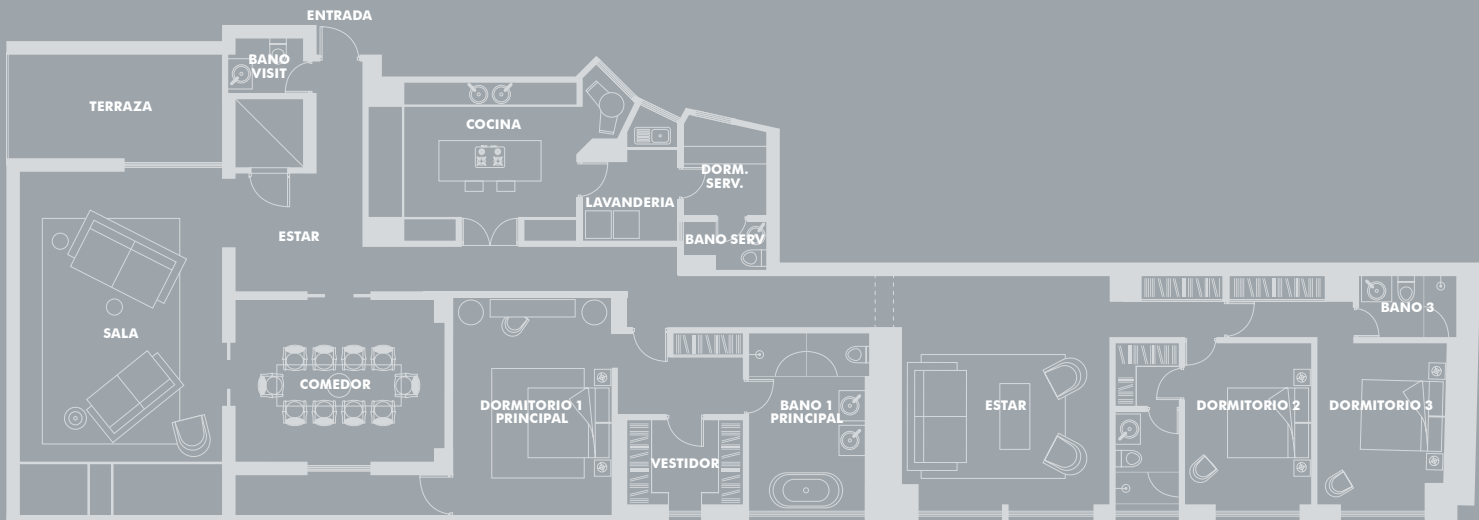 ENTRADA
BANO
VISIT
TERRAZA
COCINA
DORM.
SERV.
LAVANDERIA
ESTAR
BANO SERV
SALA
BANO 3
COMEDOR
DORMITORIO 1
PRINCIPAL
BANO 1
PRINCIPAL
ESTAR
DORMITORIO 2
DORMITORIO 3
VESTIDOR